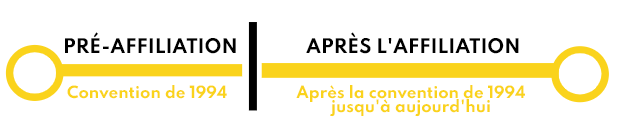 PRÉ-AFFILIATION
Convention de 1994
APRÈS L'AFFILIATION
Après la convention de 1994
jusqu'à aujourd'hui